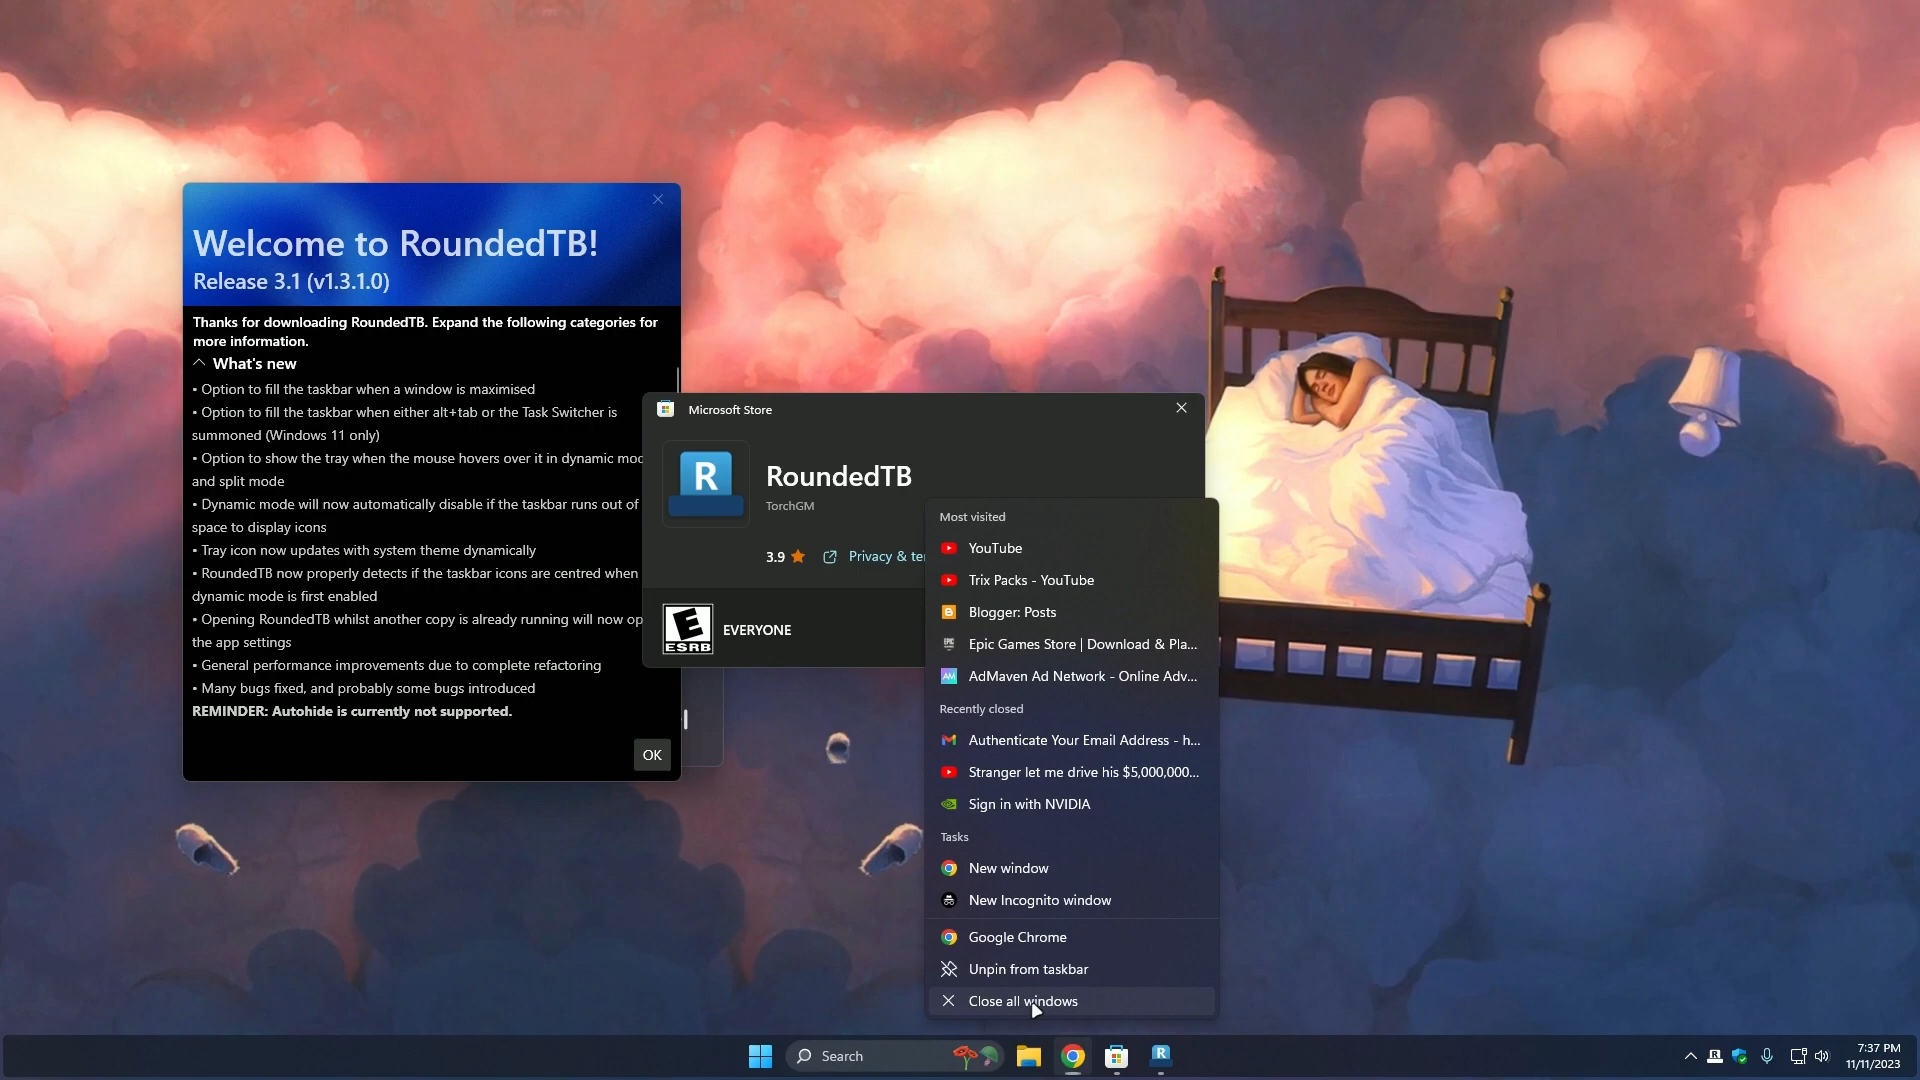 Welcome to RoundedTB!
Release 3.1 (v1.3.1.0)
Thanks for downloading RoundedTB. Expand the following categories for
more information.
What's new
• Option to fill the taskbar when a window is maximised
• Option to fill the taskbar when either alt+tab or the Task Switcher is
summoned (Windows 11 only)
• Option to show the tray when the mouse hovers over it in dynamic
and split mode
• Dynamic mode will now automatically disable if the taskbar runs out of
space to display icons
• Tray icon now updates with system theme dynamically
• RoundedTB now properly detects if the taskbar icons are centred when
dynamic mode is first enabled
• Opening RoundedTB whilst another copy is already running will now
the app settings
• General performance improvements due to complete refactoring
• Many bugs fixed, and probably some bugs introduced
REMINDER: Autohide is currently not supported.
OK
Microsoft Store
R
RoundedTB
TorchGM
3.9
Privacy &
E
ESRB
EVERYONE
Most visited
YouTube
Trix Packs - YouTube
Blogger: Posts
Epic Games Store | Download & Pla...
AM AdMaven Ad Network - Online Adv...
Recently closed
Authenticate Your Email Address - h...
Stranger let me drive his $5,000,000...
Sign in with NVIDIA
Tasks
New window
New Incognito window
Google Chrome
Unpin from taskbar
Close all windows
Search
R
R
7:37 PM
11/11/2023